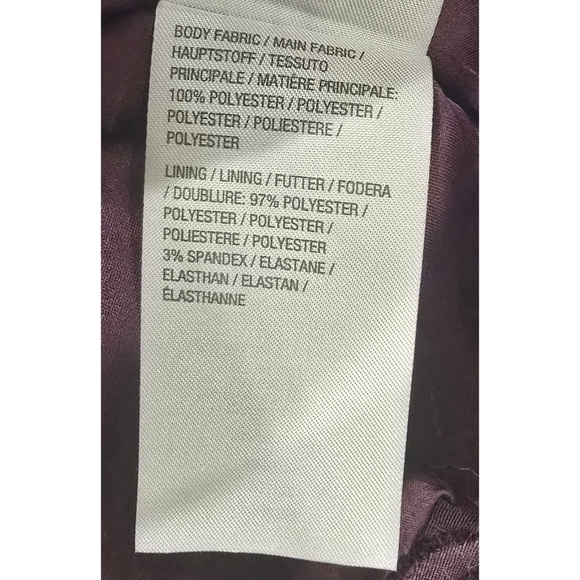 BODY FABRIC / MAIN FABRIC /
HAUPTSTOFF / TESSUTO
PRINCIPALE / MATIÈRE PRINCIPALE:
100% POLYESTER / POLYESTER /
POLYESTER / POLIESTERE /
POLYESTER
LINING / LINING / FUTTER / FODERA
/ DOUBLURE: 97% POLYESTER /
POLYESTER / POLYESTER /
POLIESTERE / POLYESTER
3% SPANDEX / ELASTANE /
ELASTHAN / ELASTAN /
ÉLASTHANNE